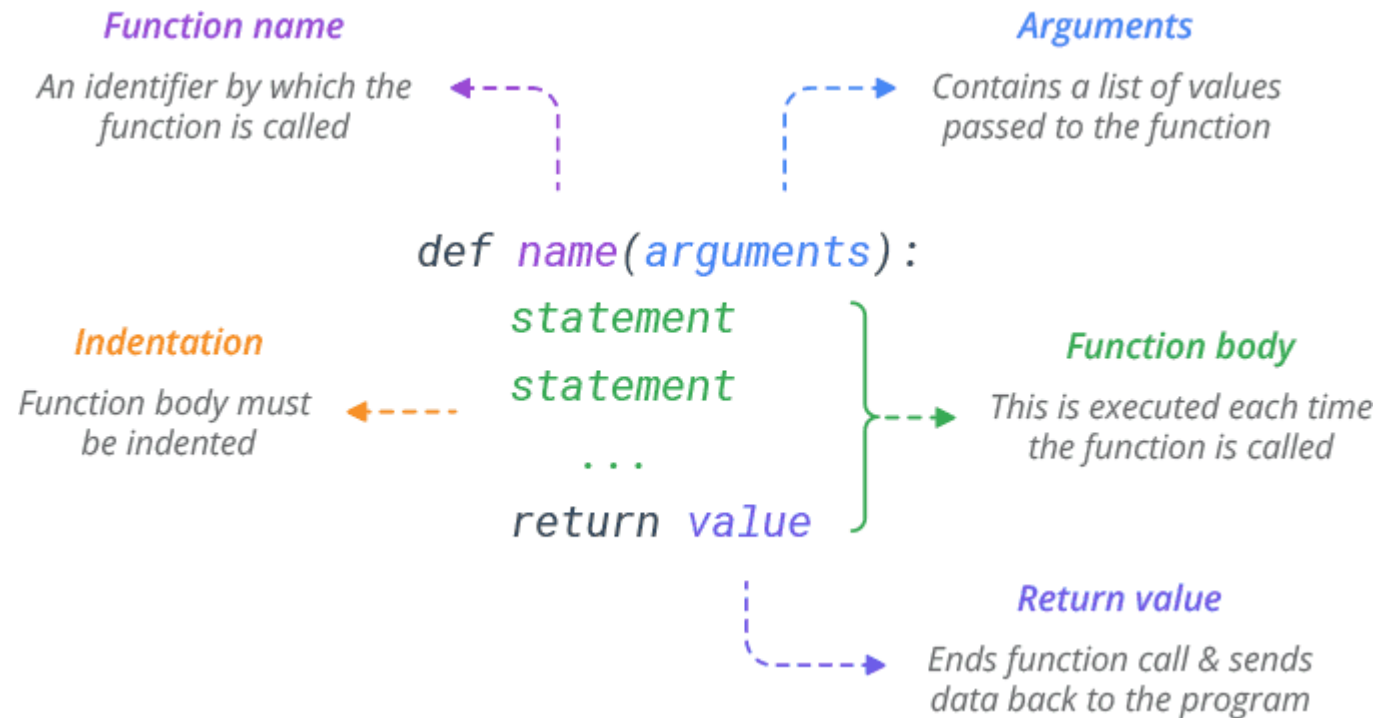 Function name
An identifier by which the
function is called
Arguments
Contains a list of values
passed to the function
def name(arguments):
statement
statement
...
return value
Indentation
Function body must
be indented
Function body
This is executed each time
the function is called
Return value
Ends function call & sends
data back to the program